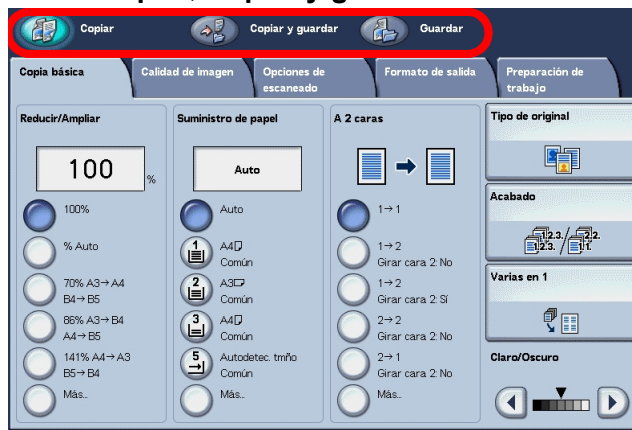 Copiar
Copiar y guardar
Guardar
Copia básica
Calidad de imagen
Opciones de
escaneado
Formato de salida
Preparación de
trabajo
Reducir/Ampliar
100
%
100%
% Auto
70% A3→A4
B4→B5
86% A3→B4
A4→B5
141% A4→A3
B5→B4
Más...
Suministro de papel
Auto
Auto
1
A4
Común
2
A3
Común
3
A4
Común
5
Autodetec. tmño
Común
Más...
A 2 caras
1→1
1→2
Girar cara 2: No
1→2
Girar cara 2: Sí
2→2
Girar cara 2: No
2→1
Girar cara 2: No
Más...
Tipo de original
Acabado
Varias en 1
Claro/Oscuro